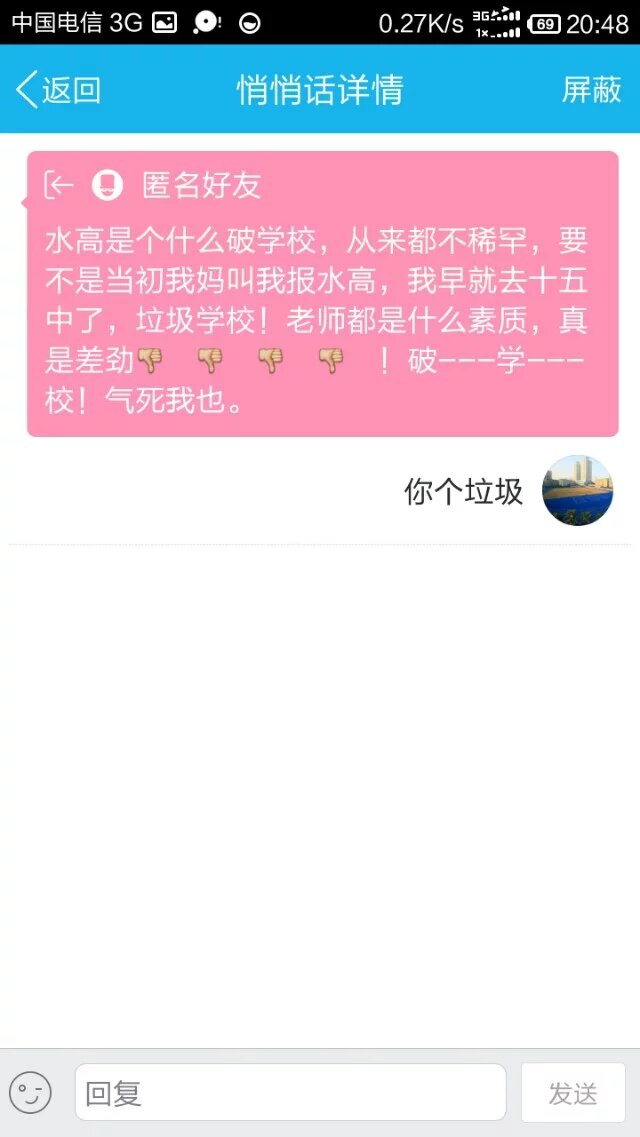 中国电信 3G 0.27K/s 3G 1x 69 20:48
返回 悄悄话详情 屏蔽
匿名好友
水高是个什么破学校，从来都不稀罕，要
不是当初我妈叫我报水高，我早就去十五
中了，垃圾学校！老师都是什么素质，真
是差劲👎 👎 👎 👎 ！破---学---
校！气死我也。
你个垃圾
回复 发送